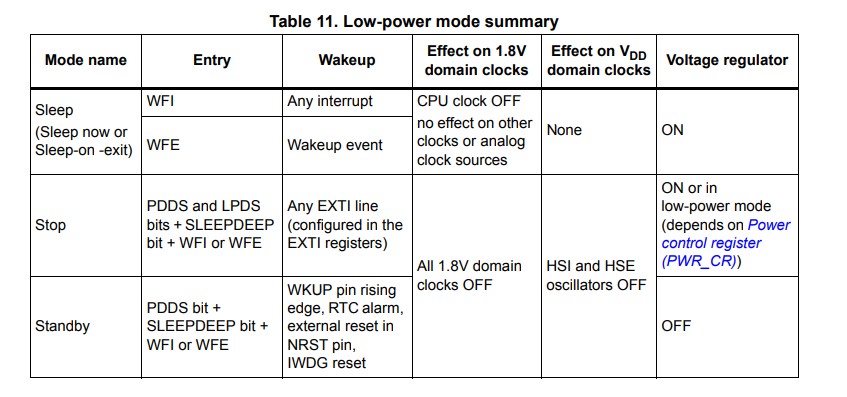 Table 11. Low-power mode summary
Mode name
Entry
Wakeup
Effect on 1.8V
domain clocks
Effect on VDD
domain clocks
Voltage regulator
Sleep
(Sleep now or
Sleep-on -exit)
WFI
Any interrupt
WFE
Wakeup event
CPU clock OFF
no effect on other
clocks or analog
clock sources
None
ON
Stop
PDDS and LPDS
bits + SLEEPDEEP
bit + WFI or WFE
Any EXTI line
(configured in the
EXTI registers)
All 1.8V domain
clocks OFF
HSI and HSE
oscillators OFF
ON or in
low-power mode
(depends on Power
control register
(PWR_CR))
Standby
PDDS bit +
SLEEPDEEP bit +
WFI or WFE
WKUP pin rising
edge, RTC alarm,
external reset in
NRST pin,
IWDG reset
OFF